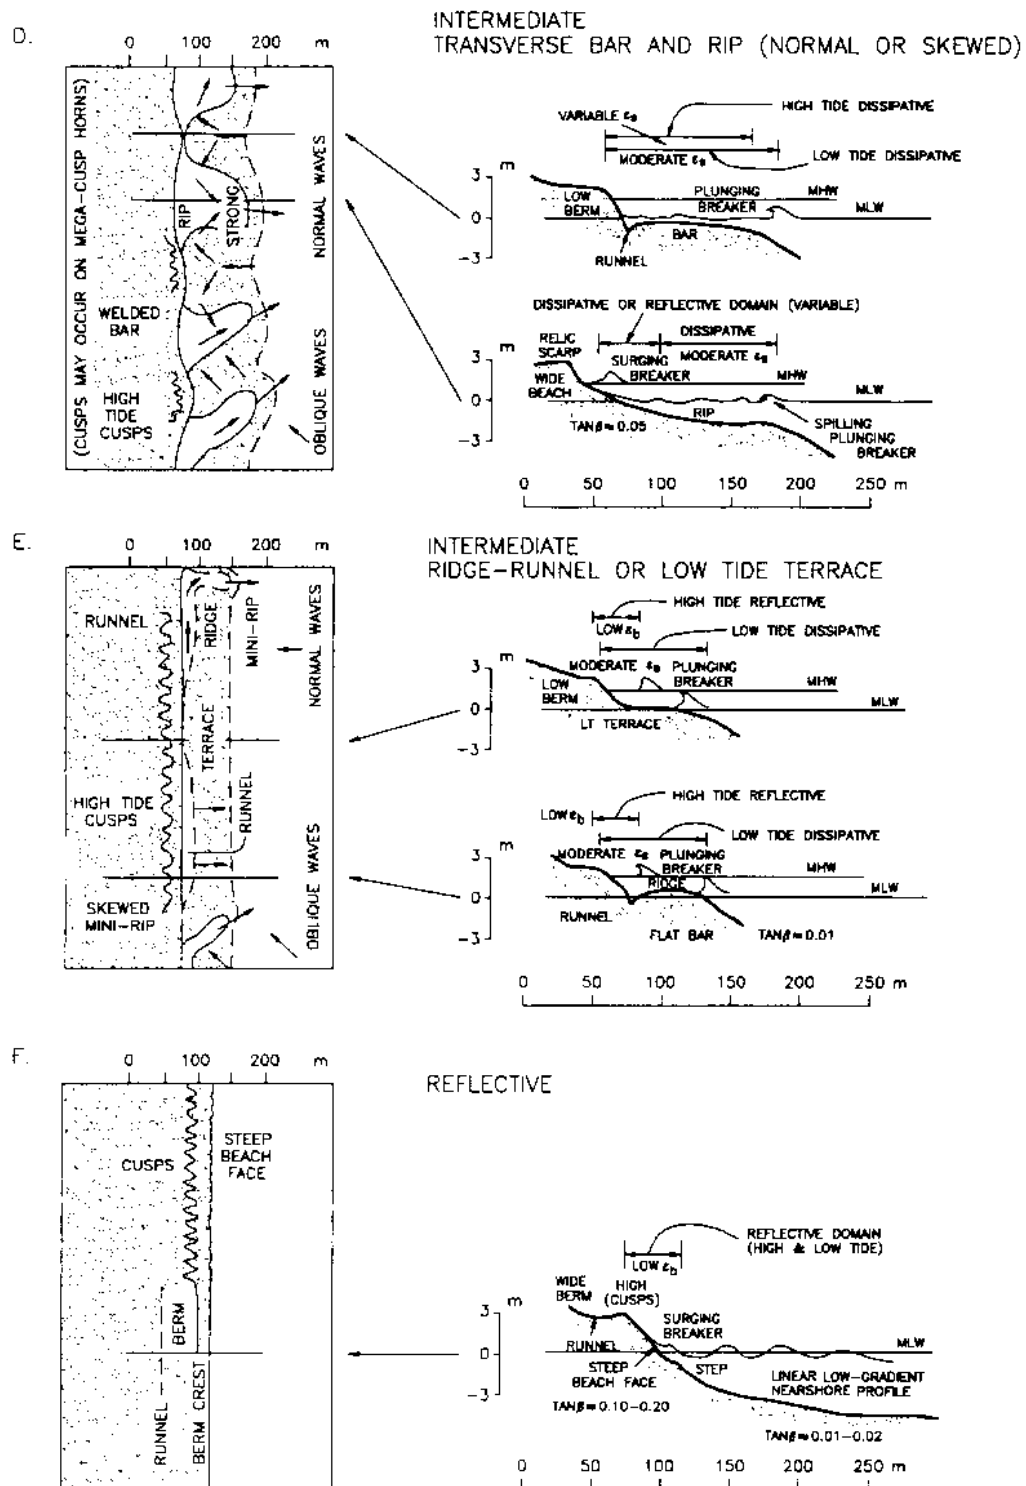 D.
0 100 200 m
INTERMEDIATE
TRANSVERSE BAR AND RIP (NORMAL OR SKEWED)
(CUSPS MAY OCCUR ON MEGA-CUSP HORNS)
RIP
STRONG
NORMAL WAVES
WELDED
BAR
HIGH
TIDE
CUSPS
OBLIQUE WAVES
HIGH TIDE DISSIPATIVE
VARIABLE εs
MODERATE εs
LOW TIDE DISSIPATIVE
m
3
0
-3
LOW
BERM
PLUNGING
BREAKER
MHW
MLW
BAR
RUNNEL
DISSIPATIVE OR REFLECTIVE DOMAIN (VARIABLE)
DISSIPATIVE
MODERATE εs
m
3
0
-3
RELIC
SCARP
SURGING
BREAKER
WIDE
BEACH
MHW
MLW
RIP
TANβ≈0.05
SPILLING
PLUNGING
BREAKER
0 50 100 150 200 250 m
E.
0 100 200 m
INTERMEDIATE
RIDGE-RUNNEL OR LOW TIDE TERRACE
RUNNEL
RIDGE
MINI-RIP
NORMAL WAVES
TERRACE
HIGH TIDE
CUSPS
RUNNEL
SKEWED
MINI-RIP
OBLIQUE WAVES
HIGH TIDE REFLECTIVE
LOW εb
LOW TIDE DISSIPATIVE
m
3
0
-3
MODERATE εs PLUNGING
BREAKER
LOW
BERM
MHW
MLW
LT TERRACE
HIGH TIDE REFLECTIVE
LOW εb
LOW TIDE DISSIPATIVE
m
3
0
-3
MODERATE εs PLUNGING
BREAKER
RIDGE
MHW
MLW
RUNNEL
FLAT BAR
TANβ≈0.01
0 50 100 150 200 250 m
F.
0 100 200 m
REFLECTIVE
CUSPS
STEEP
BEACH
FACE
BERM
RUNNEL
BERM CREST
REFLECTIVE DOMAIN
(HIGH & LOW TIDE)
LOW εb
m
3
0
-3
WIDE
BERM
HIGH
(CUSPS)
SURGING
BREAKER
RUNNEL
MLW
STEEP
BEACH FACE
STEP
LINEAR LOW-GRADIENT
NEARSHORE PROFILE
TANβ≈0.10-0.20
TANβ≈0.01-0.02
0 50 100 150 200 250 m